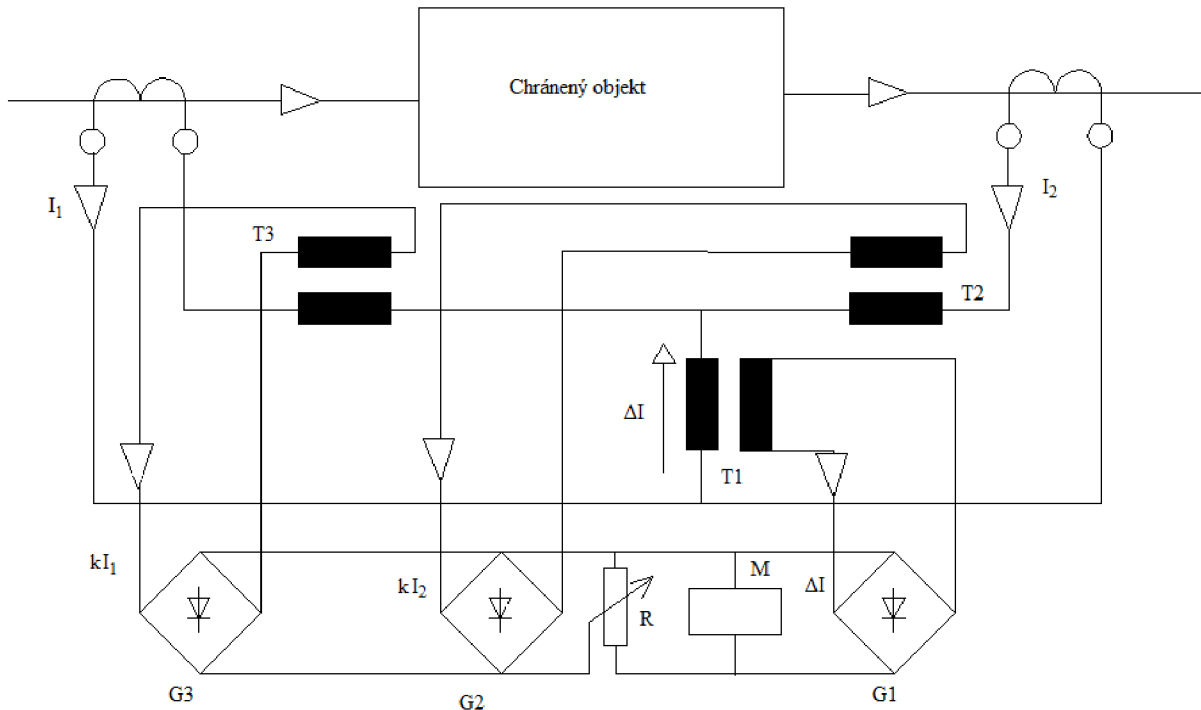 Chránený objekt
I₁
I₂
T3
T2
ΔI
T1
kI₁
kI₂
R
M
ΔI
G3
G2
G1